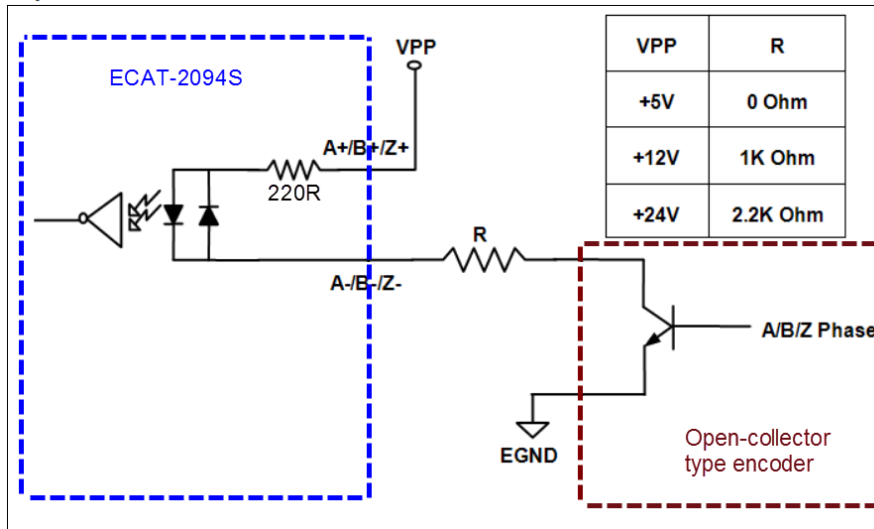 ECAT-2094S
VPP
A+/B+/Z+
220R
A-/B-/Z-
R
VPP R
+5V 0 Ohm
+12V 1K Ohm
+24V 2.2K Ohm
A/B/Z Phase
EGND
Open-collector
type encoder